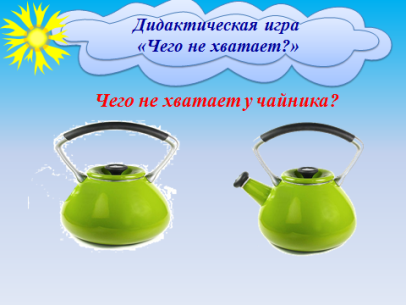 Дидактическая игра
«Чего не хватает?»
Чего не хватает у чайника?